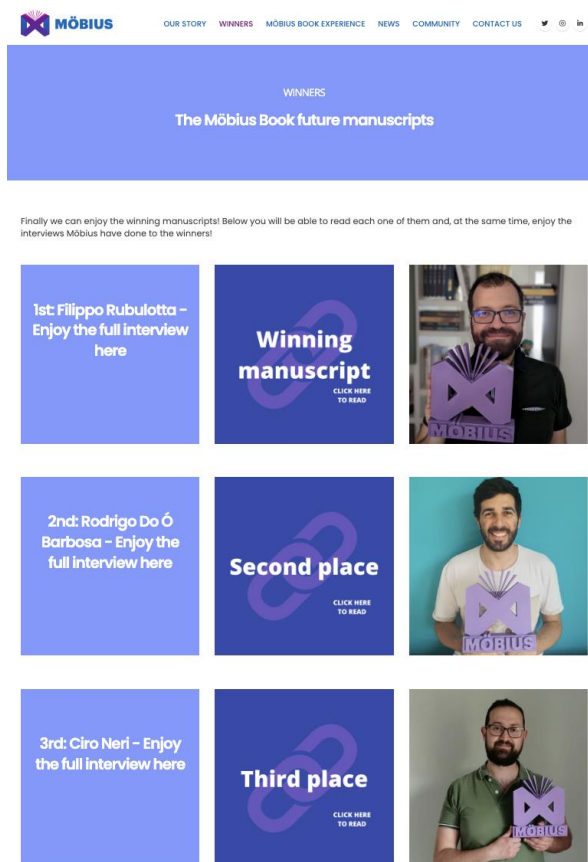 MÖBIUS
OUR STORY WINNERS MÖBIUS BOOK EXPERIENCE NEWS COMMUNITY CONTACT US
in
WINNERS
The Möbius Book future manuscripts
Finally we can enjoy the winning manuscripts! Below you will be able to read each one of them and, at the same time, enjoy the
interviews Möbius have done to the winners!
1st: Filippo Rubulotta –
Enjoy the full interview
here
Winning
manuscript
CLICK HERE
TO READ
MÖBIUS
2nd: Rodrigo Do Ó
Barbosa – Enjoy the
full interview here
Second place
CLICK HERE
TO READ
MÖBIUS
3rd: Ciro Neri – Enjoy
the full interview here
Third place
CLICK HERE
TO READ
MÖBIUS